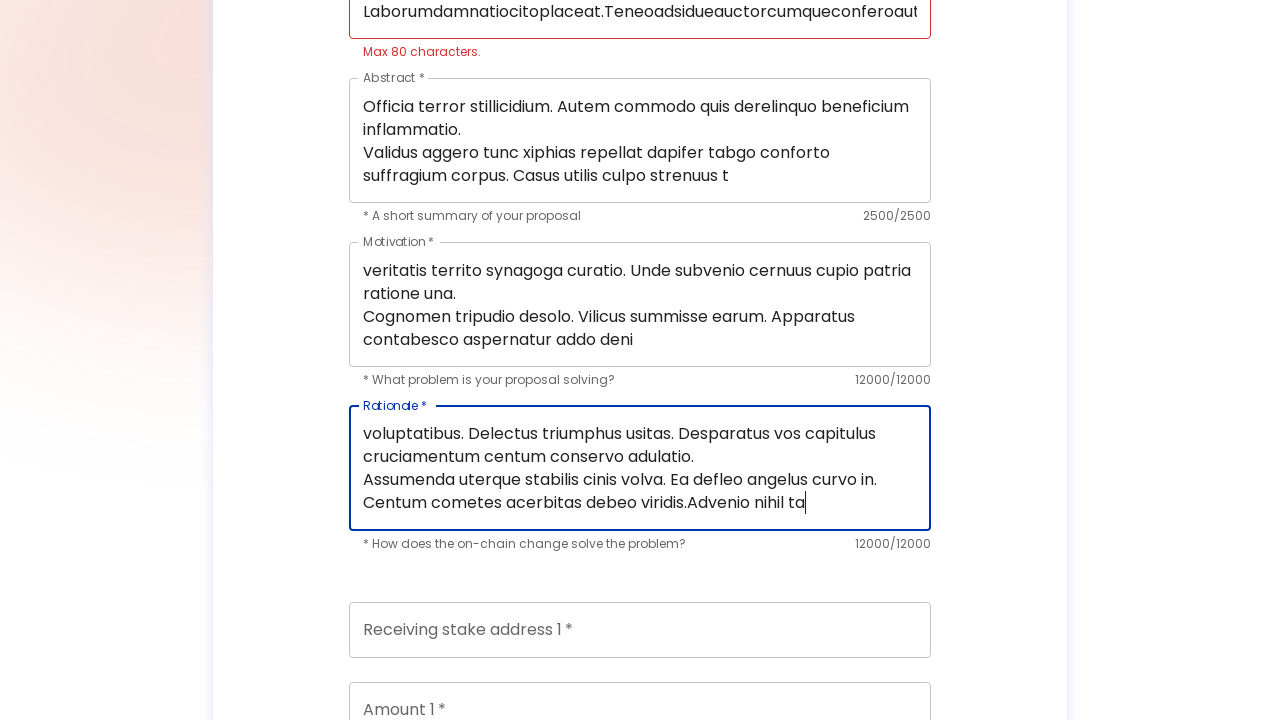 Laborumdamnatiocitoplaceat.Teneoadsidueauctorcumqueconferoaut
Max 80 characters.
Abstract *
Officia terror stillicidium. Autem commodo quis derelinquo beneficium
inflammatio.
Validus aggero tunc xiphias repellat dapifer tabgo conforto
suffragium corpus. Casus utilis culpo strenuus t
* A short summary of your proposal
2500/2500
Motivation *
veritatis territo synagoga curatio. Unde subvenio cernuus cupio patria
ratione una.
Cognomen tripudio desolo. Vilicus summisse earum. Apparatus
contabesco aspernatur addo deni
* What problem is your proposal solving?
12000/12000
Rationale *
voluptatibus. Delectus triumphus usitas. Desparatus vos capitulus
cruciamentum centum conservo adulatio.
Assumenda uterque stabilis cinis volva. Ea defleo angelus curvo in.
Centum cometes acerbitas debeo viridis.Advenio nihil ta
* How does the on-chain change solve the problem?
12000/12000
Receiving stake address 1 *
Amount 1 *